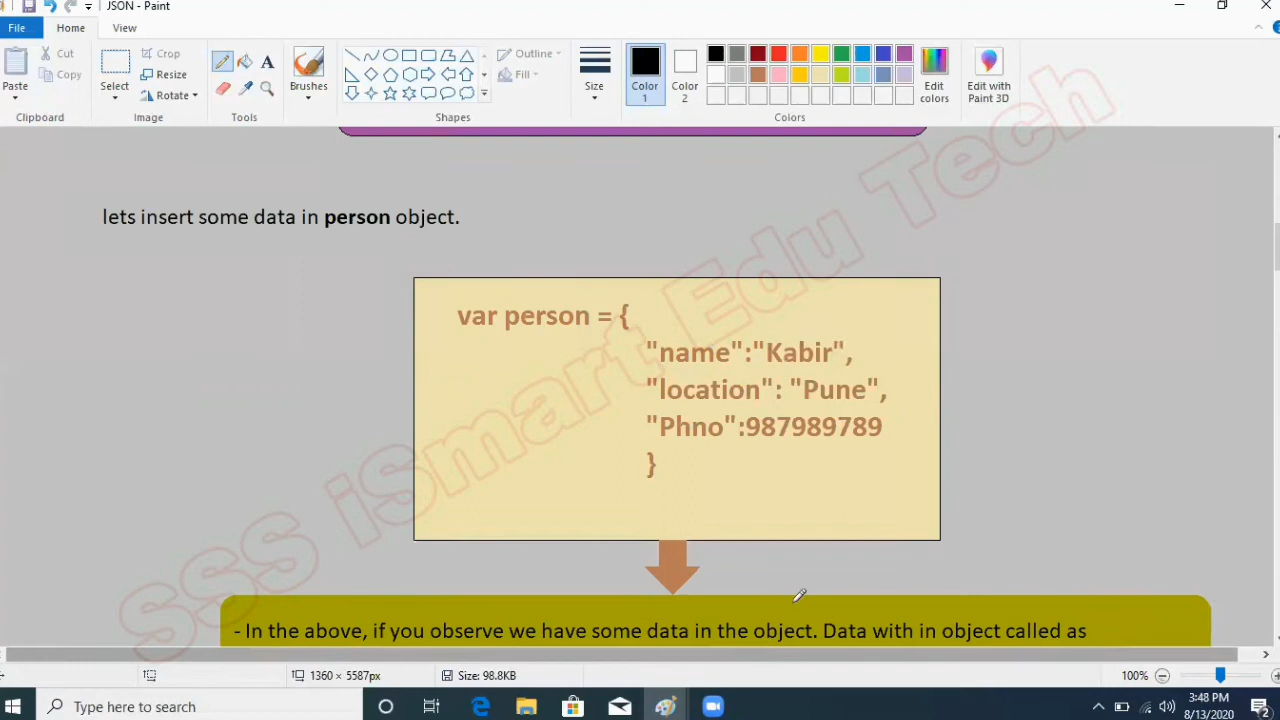 JSON - Paint
File
Home
View
Paste
Cut
Copy
Clipboard
Select
Crop
Resize
Rotate
Image
Tools
Brushes
Outline
Fill
Shapes
Size
Color 1
Color 2
Edit colors
Colors
Edit with Paint 3D
lets insert some data in person object.
var person = {
"name":"Kabir",
"location": "Pune",
"Phno":987989789
}
SSS iSmart Edu Tech
- In the above, if you observe we have some data in the object. Data with in object called as
1360 × 5587px
Size: 98.8KB
100%
Type here to search
3:48 PM
8/13/2020
2